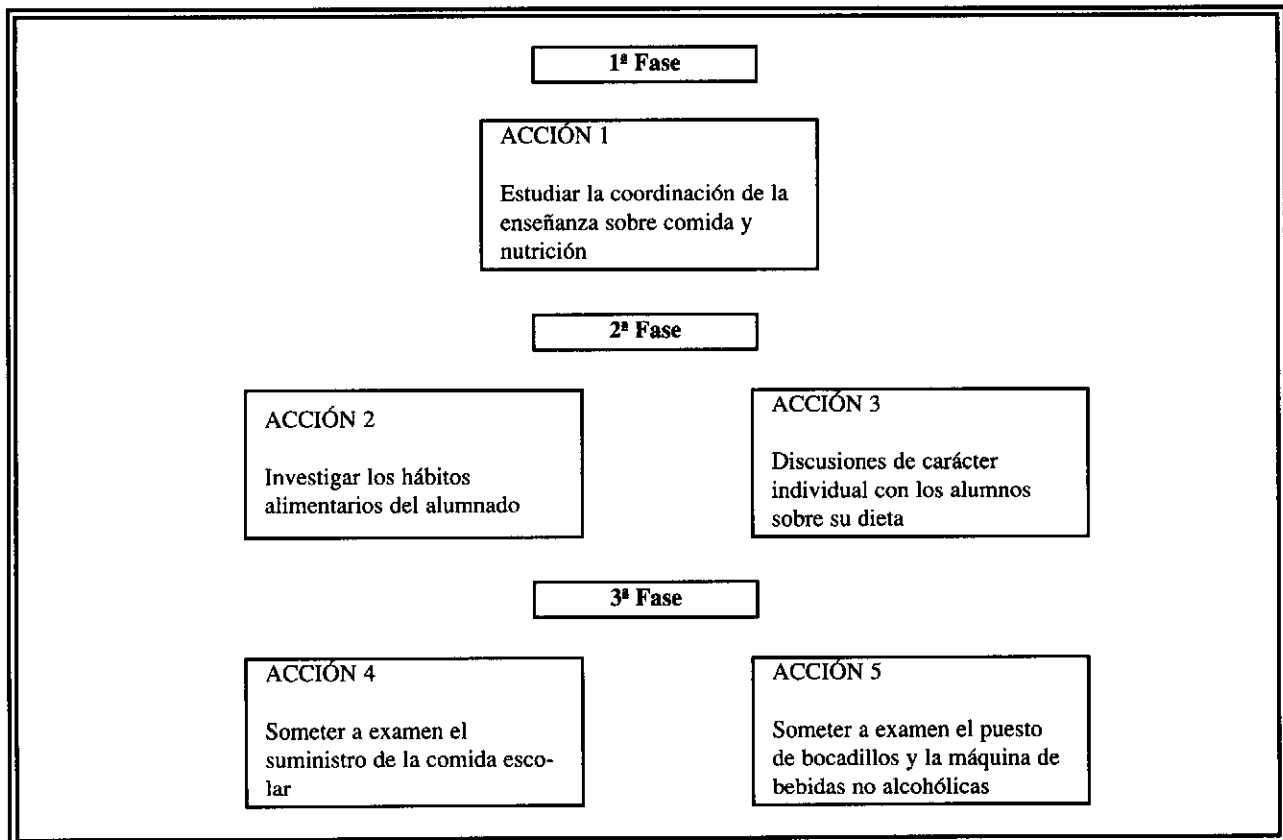 1ª Fase
ACCIÓN 1
Estudiar la coordinación de la
enseñanza sobre comida y
nutrición
2ª Fase
ACCIÓN 2
Investigar los hábitos
alimentarios del alumnado
ACCIÓN 3
Discusiones de carácter
individual con los alumnos
sobre su dieta
3ª Fase
ACCIÓN 4
Someter a examen el
suministro de la comida esco-
lar
ACCIÓN 5
Someter a examen el puesto
de bocadillos y la máquina de
bebidas no alcohólicas